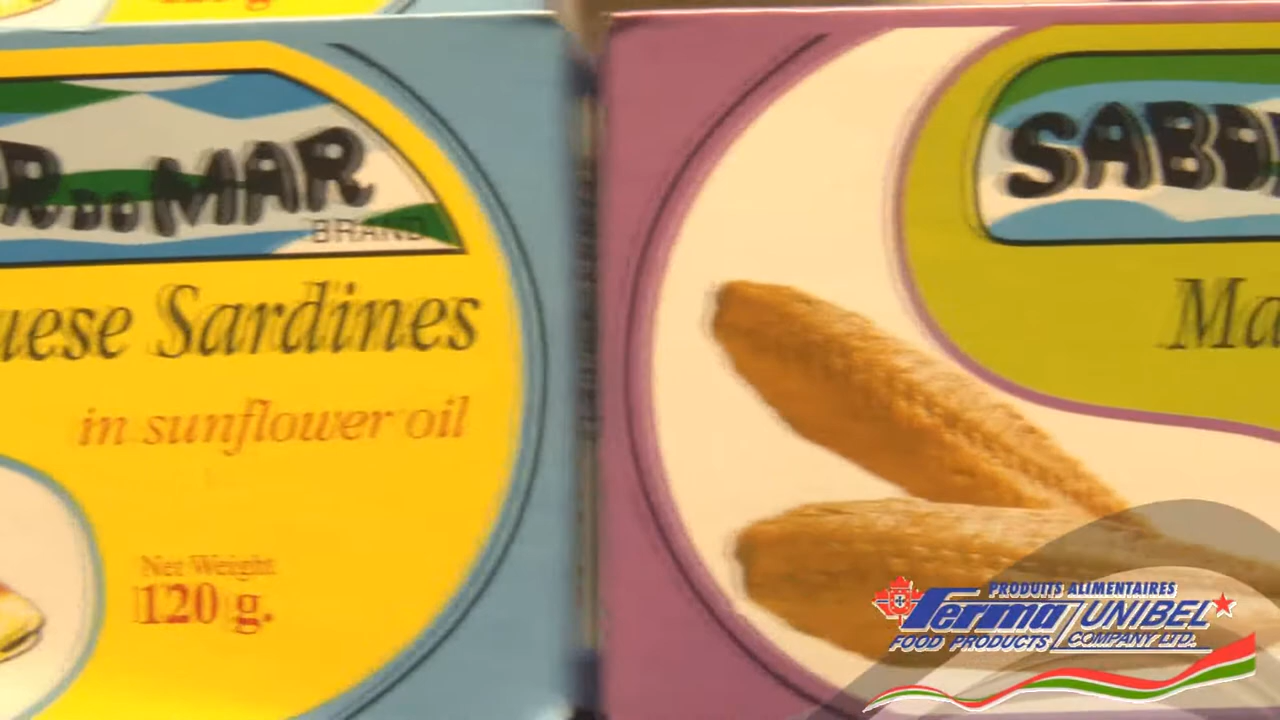 R DO MAR
BRAND
uese Sardines
in sunflower oil
Net Weight
120 g.
SABO
Ma
PRODUITS ALIMENTAIRES
Ferma UNIBEL
FOOD PRODUCTS COMPANY LTD.